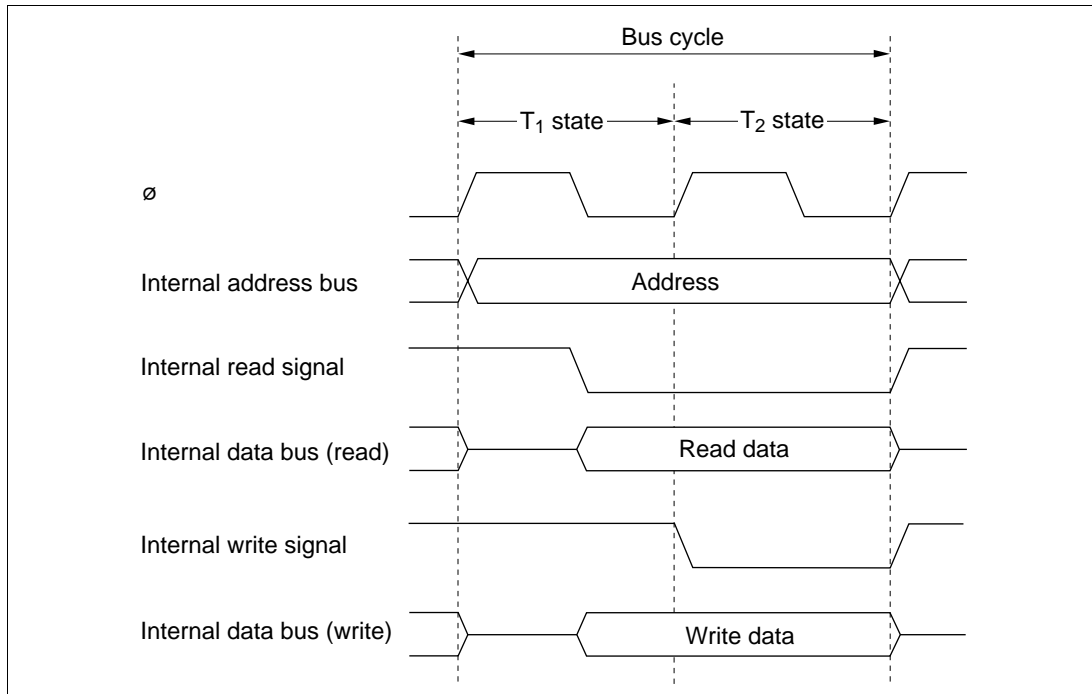 Bus cycle
T₁ state
T₂ state
ø
Internal address bus
Address
Internal read signal
Internal data bus (read)
Read data
Internal write signal
Internal data bus (write)
Write data